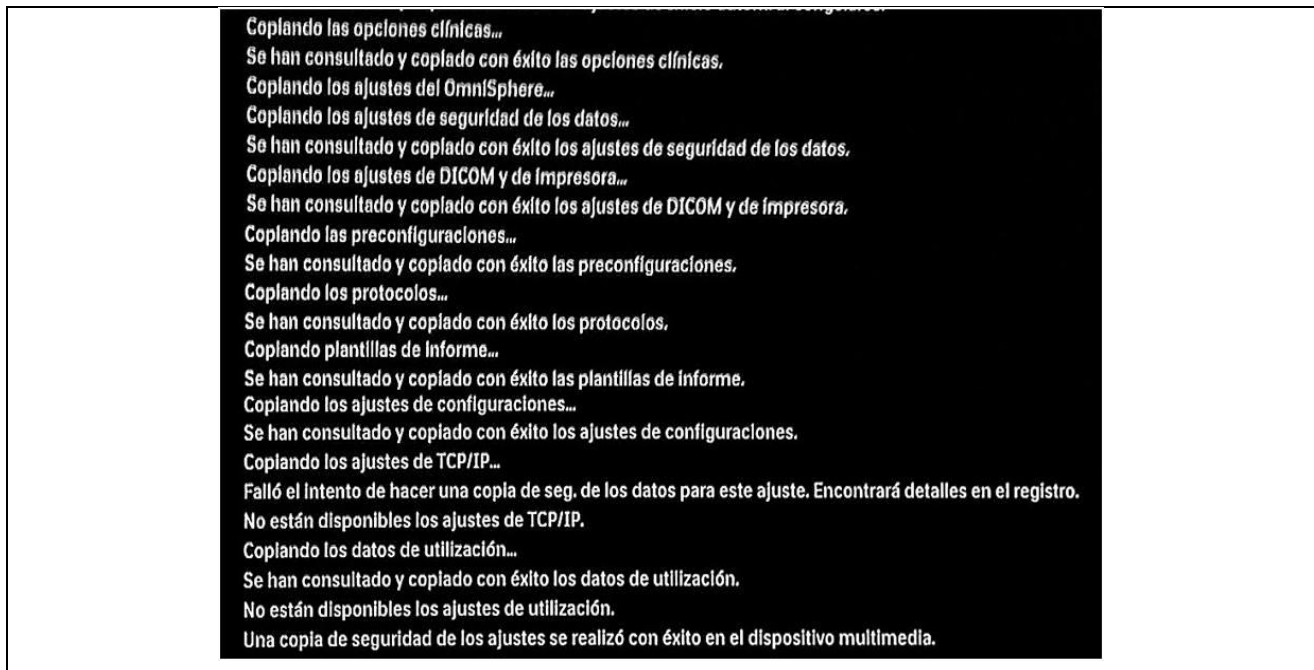 Copiando las opciones clínicas...
Se han consultado y copiado con éxito las opciones clínicas.
Copiando los ajustes del OmniSphere...
Copiando los ajustes de seguridad de los datos...
Se han consultado y copiado con éxito los ajustes de seguridad de los datos.
Copiando los ajustes de DICOM y de impresora...
Se han consultado y copiado con éxito los ajustes de DICOM y de impresora.
Copiando las preconfiguraciones...
Se han consultado y copiado con éxito las preconfiguraciones.
Copiando los protocolos...
Se han consultado y copiado con éxito los protocolos.
Copiando plantillas de informe...
Se han consultado y copiado con éxito las plantillas de informe.
Copiando los ajustes de configuraciones...
Se han consultado y copiado con éxito los ajustes de configuraciones.
Copiando los ajustes de TCP/IP...
Falló el intento de hacer una copia de seg. de los datos para este ajuste. Encontrará detalles en el registro.
No están disponibles los ajustes de TCP/IP.
Copiando los datos de utilización...
Se han consultado y copiado con éxito los datos de utilización.
No están disponibles los ajustes de utilización.
Una copia de seguridad de los ajustes se realizó con éxito en el dispositivo multimedia.